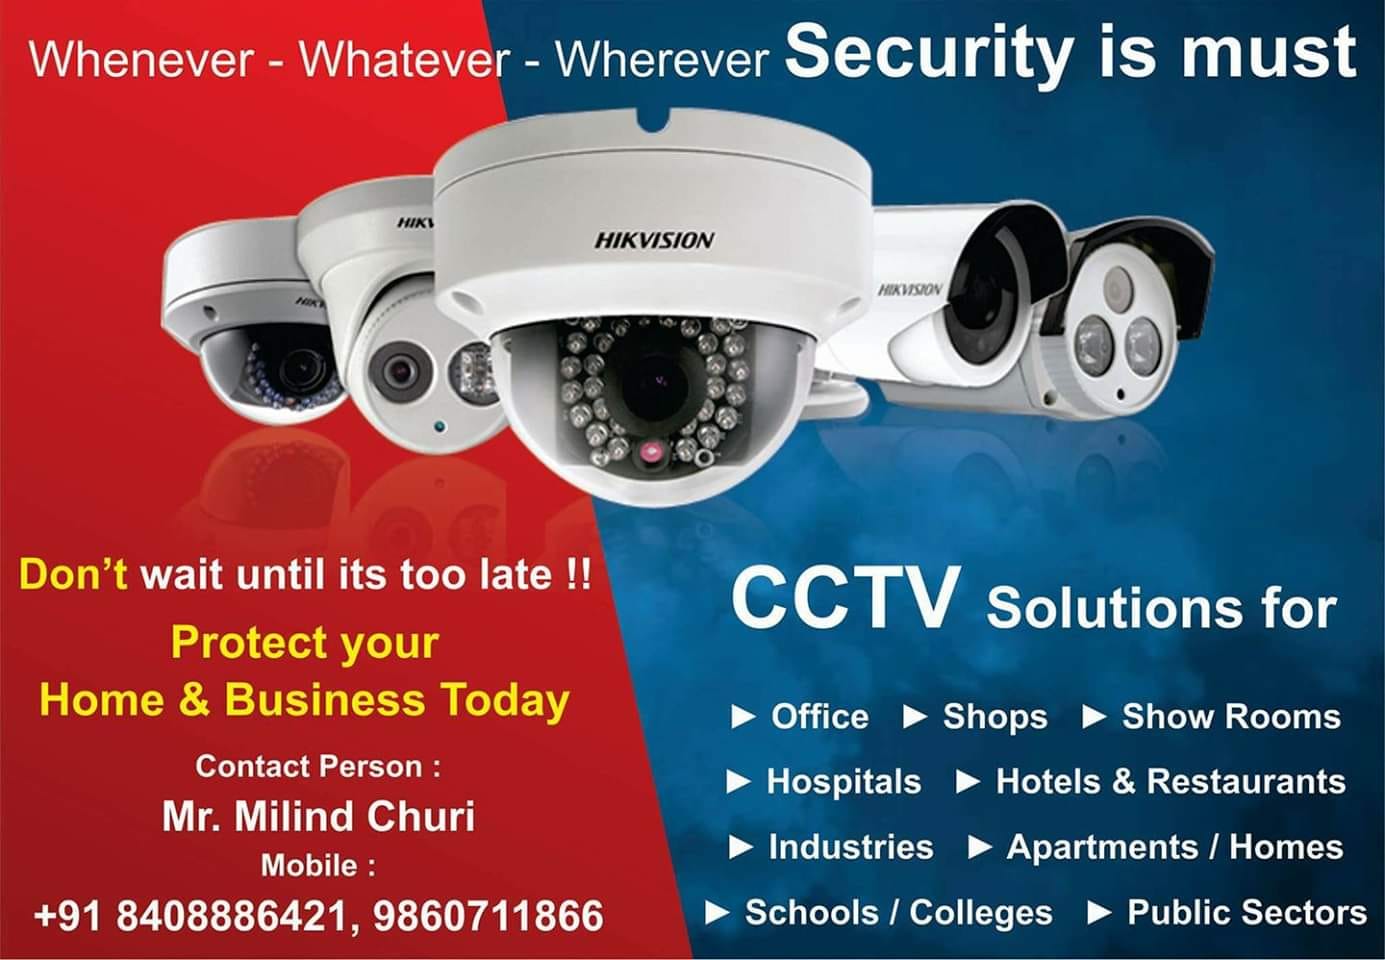 Whenever - Whatever - Wherever Security is must
HIKVISION
HIKV
HIKVISION
HIKV
Don't wait until its too late !!
Protect your
Home & Business Today
Contact Person :
Mr. Milind Churi
Mobile :
+91 8408886421, 9860711866
CCTV Solutions for
► Office ► Shops ► Show Rooms
► Hospitals ► Hotels & Restaurants
► Industries ► Apartments / Homes
► Schools / Colleges ► Public Sectors